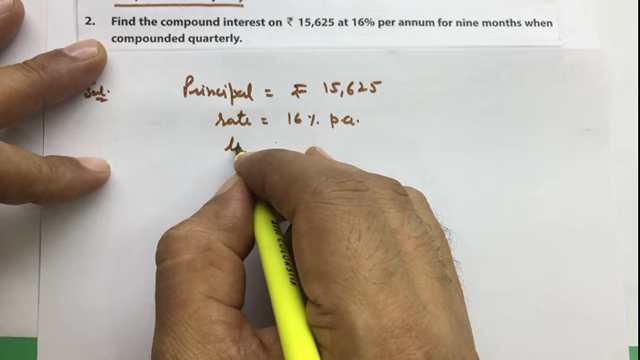 2. Find the compound interest on ₹ 15,625 at 16% per annum for nine months when
compounded quarterly.
Sol.
Principal = ₹ 15,625
rate = 16% p.a.